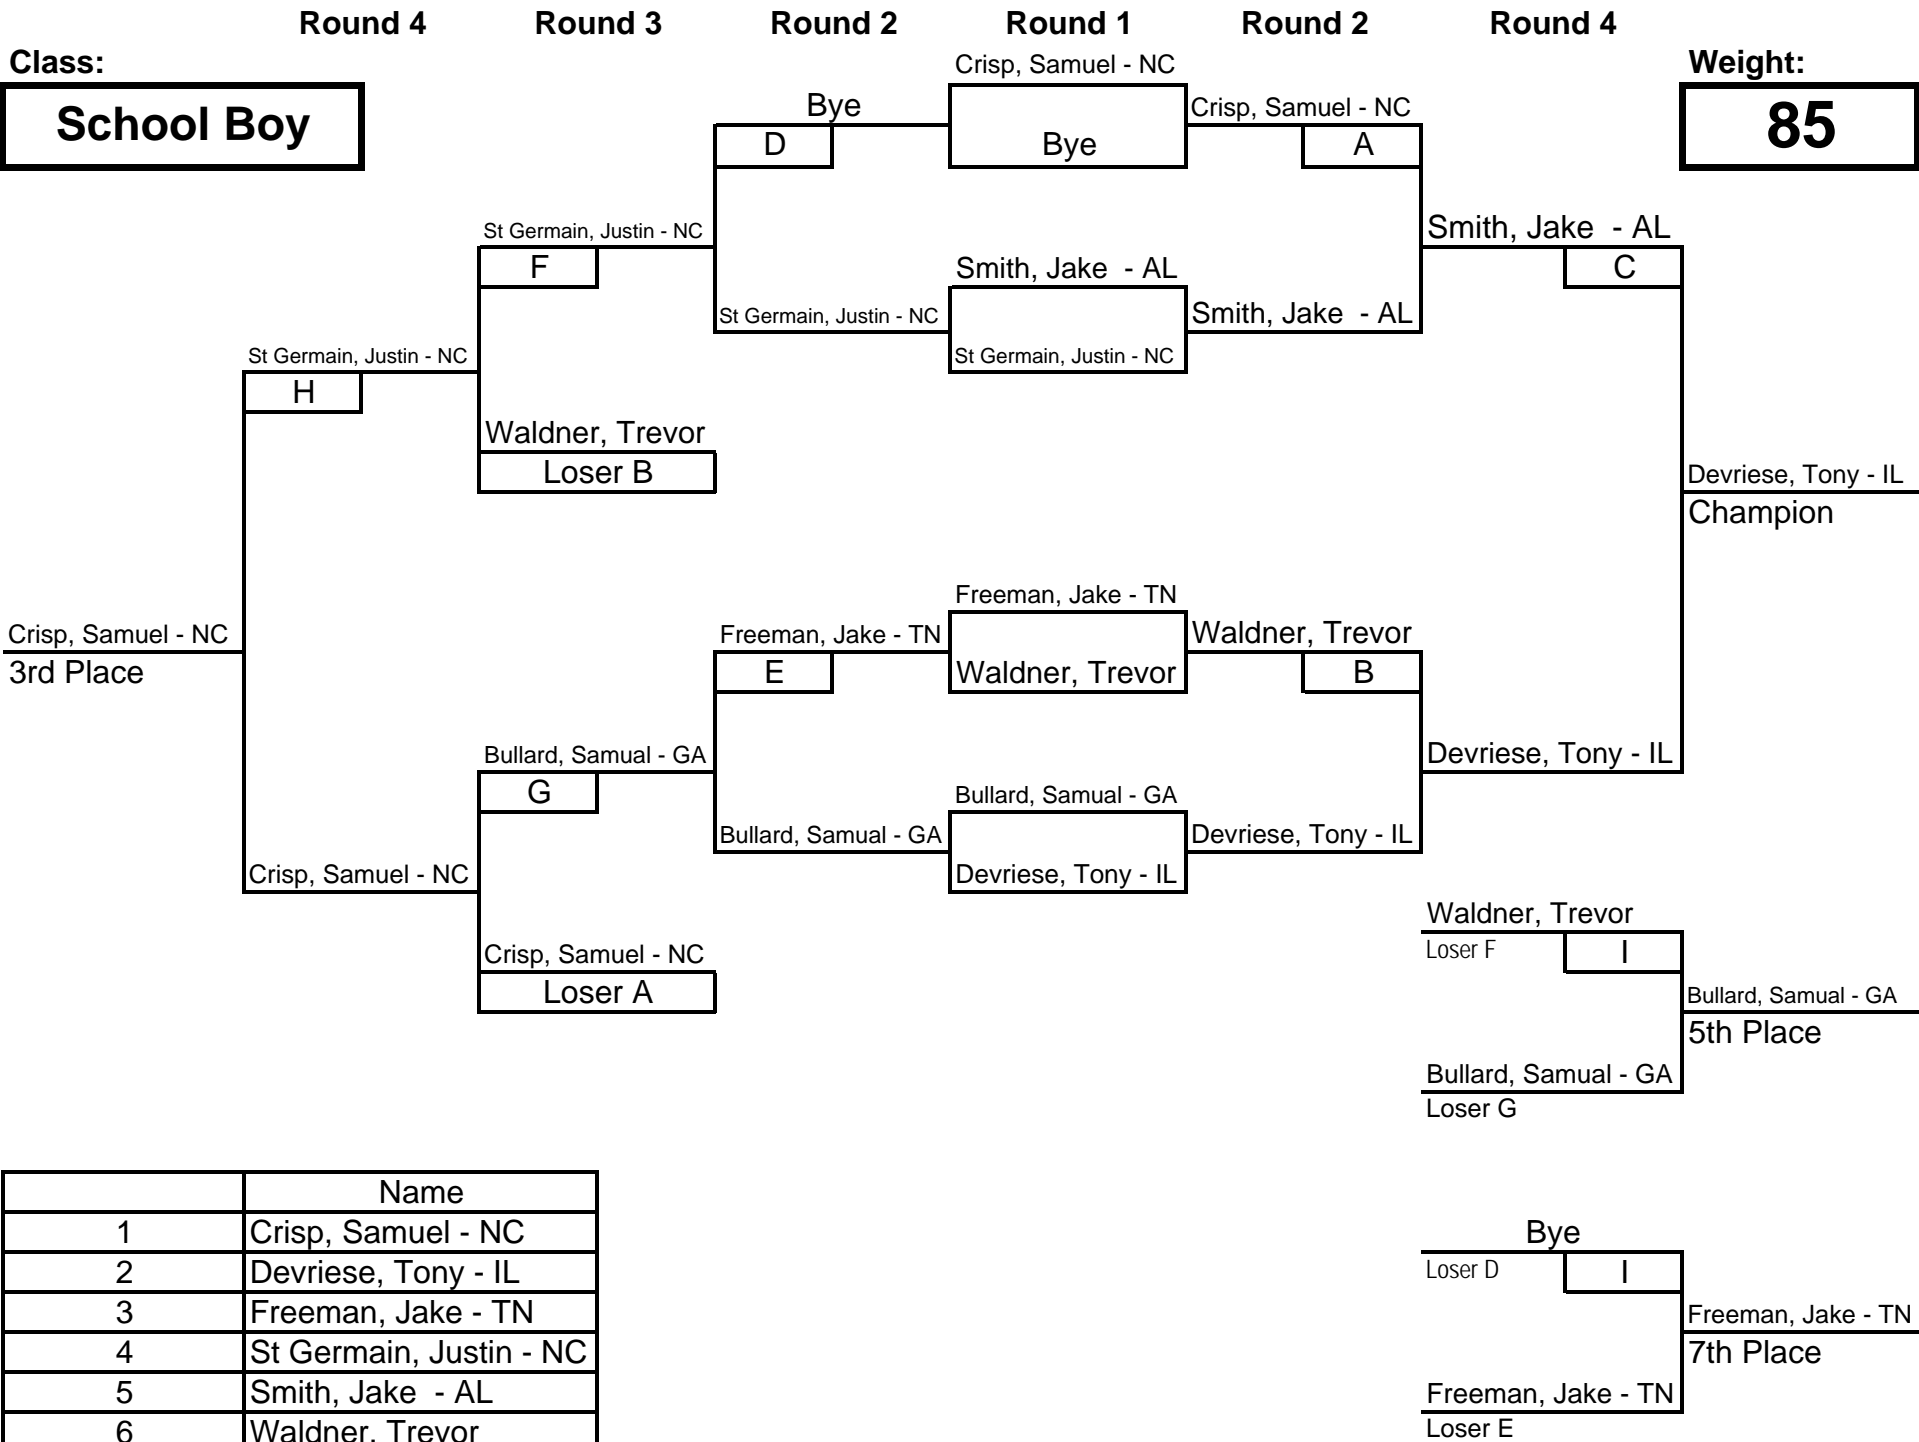 Round 4 Round 3 Round 2 Round 1 Round 2 Round 4
Class: Crisp, Samuel - NC Weight:
School Boy Bye Crisp, Samuel - NC 85
D Bye A
St Germain, Justin - NC Smith, Jake - AL
F Smith, Jake - AL C
St Germain, Justin - NC Smith, Jake - AL
St Germain, Justin - NC St Germain, Justin - NC
H
Waldner, Trevor
Loser B Devriese, Tony - IL
Champion
Freeman, Jake - TN
Crisp, Samuel - NC Freeman, Jake - TN Waldner, Trevor
3rd Place E Waldner, Trevor B
Bullard, Samual - GA Devriese, Tony - IL
G Bullard, Samual - GA
Bullard, Samual - GA Devriese, Tony - IL
Crisp, Samuel - NC Devriese, Tony - IL
Waldner, Trevor
Crisp, Samuel - NC Loser F I
Loser A Bullard, Samual - GA
5th Place
Bullard, Samual - GA
Loser G
Name
1 Crisp, Samuel - NC Bye
2 Devriese, Tony - IL Loser D I
3 Freeman, Jake - TN Freeman, Jake - TN
4 St Germain, Justin - NC 7th Place
5 Smith, Jake - AL Freeman, Jake - TN
6 Waldner, Trevor Loser E